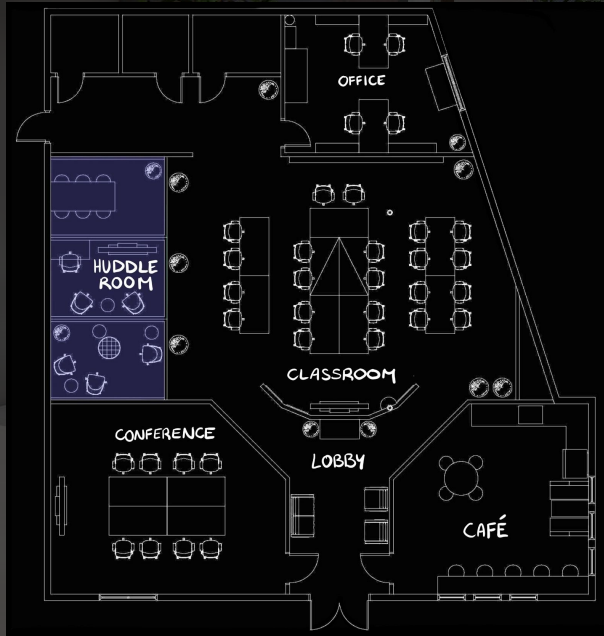 OFFICE
HUDDLE
ROOM
CLASSROOM
CONFERENCE
LOBBY
CAFÉ